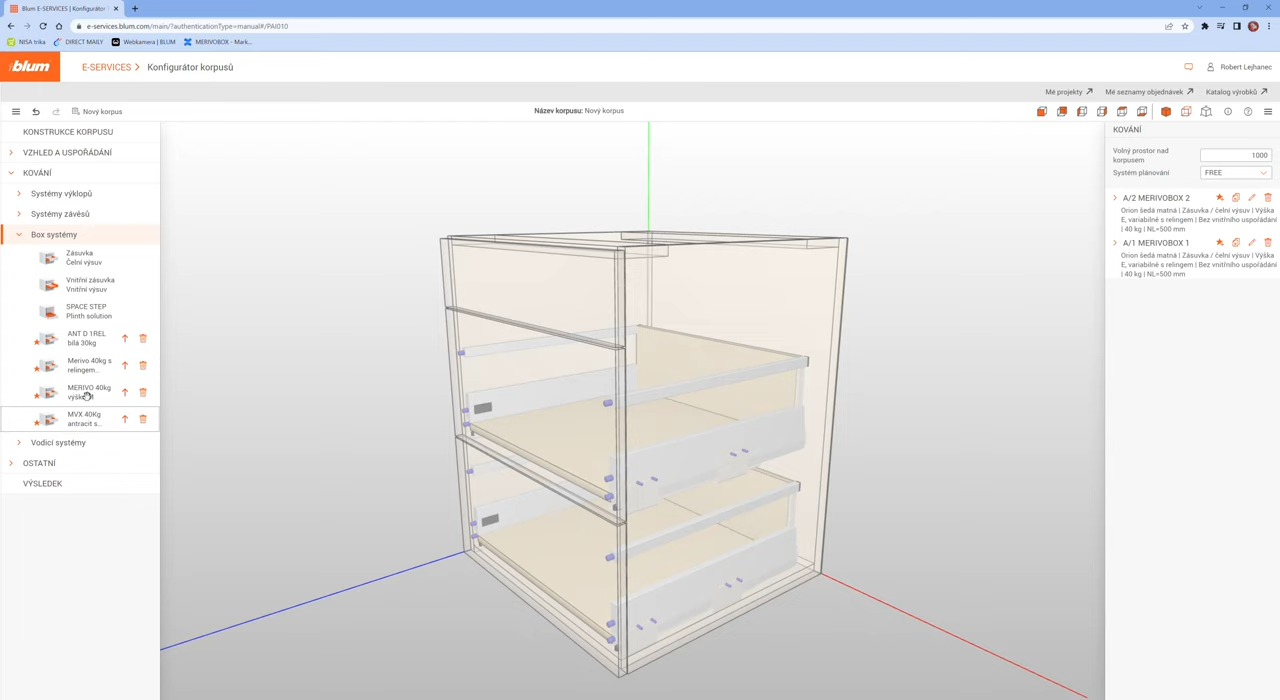 Blum E-SERVICES | Konfigurátor
e-services.blum.com/main/?authenticationType=manual#/PAI010
NISA trika
DIRECT MAILY
Webkamera | BLUM
MERIVOBOX - Mark...
blum
E-SERVICES
Konfigurátor korpusů
Robert Lejhanec
Mé projekty
Mé seznamy objednávek
Katalog výrobků
Nový korpus
Název korpusu: Nový korpus
KONSTRUKCE KORPUSU
VZHLED A USPOŘÁDÁNÍ
KOVÁNÍ
Systémy výklopů
Systémy závěsů
Box systémy
Zásuvka
Čelní výsuv
Vnitřní zásuvka
Vnitřní výsuv
SPACE STEP
Plinth solution
ANT D 1REL
bílá 30kg
Merivo 40kg s
relingem...
MERIVO 40kg
MVX 40Kg
antracit s...
Vodicí systémy
OSTATNÍ
VÝSLEDEK
KOVÁNÍ
Volný prostor nad
korpusem
1000
Systém plánování
FREE
A/2 MERIVOBOX 2
Orion šedá matná | Zásuvka / čelní výsuv | Výška
E, variabilně s relingem | Bez vnitřního uspořádání
| 40 kg | NL=500 mm
A/1 MERIVOBOX 1
Orion šedá matná | Zásuvka / čelní výsuv | Výška
E, variabilně s relingem | Bez vnitřního uspořádání
| 40 kg | NL=500 mm